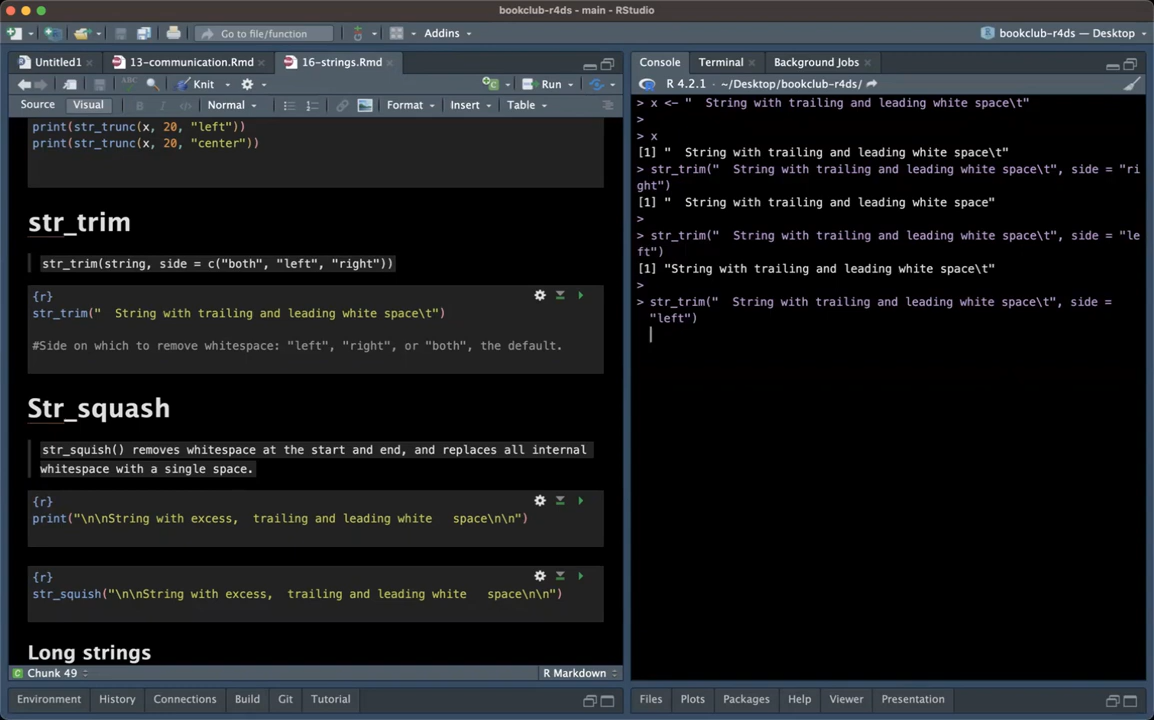 bookclub-r4ds - main - RStudio
Go to file/function
Addins
bookclub-r4ds — Desktop
Untitled1
13-communication.Rmd
16-strings.Rmd
ABC
Knit
Run
Source
Visual
B
I
Normal
Format
Insert
Table
print(str_trunc(x, 20, "left"))
print(str_trunc(x, 20, "center"))
str_trim
str_trim(string, side = c("both", "left", "right"))
{r}
str_trim("  String with trailing and leading white space\t")
#Side on which to remove whitespace: "left", "right", or "both", the default.
Str_squash
str_squish() removes whitespace at the start and end, and replaces all internal
whitespace with a single space.
{r}
print("\n\nString with excess,  trailing and leading white   space\n\n")
{r}
str_squish("\n\nString with excess,  trailing and leading white   space\n\n")
Long strings
C Chunk 49
R Markdown
Environment
History
Connections
Build
Git
Tutorial
Console
Terminal
Background Jobs
R 4.2.1 · ~/Desktop/bookclub-r4ds/
> x <- "  String with trailing and leading white space\t"
>
> x
[1] "  String with trailing and leading white space\t"
> str_trim("  String with trailing and leading white space\t", side = "ri
ght")
[1] "  String with trailing and leading white space"
>
> str_trim("  String with trailing and leading white space\t", side = "le
ft")
[1] "String with trailing and leading white space\t"
>
> str_trim("  String with trailing and leading white space\t", side =
"left")
Files
Plots
Packages
Help
Viewer
Presentation